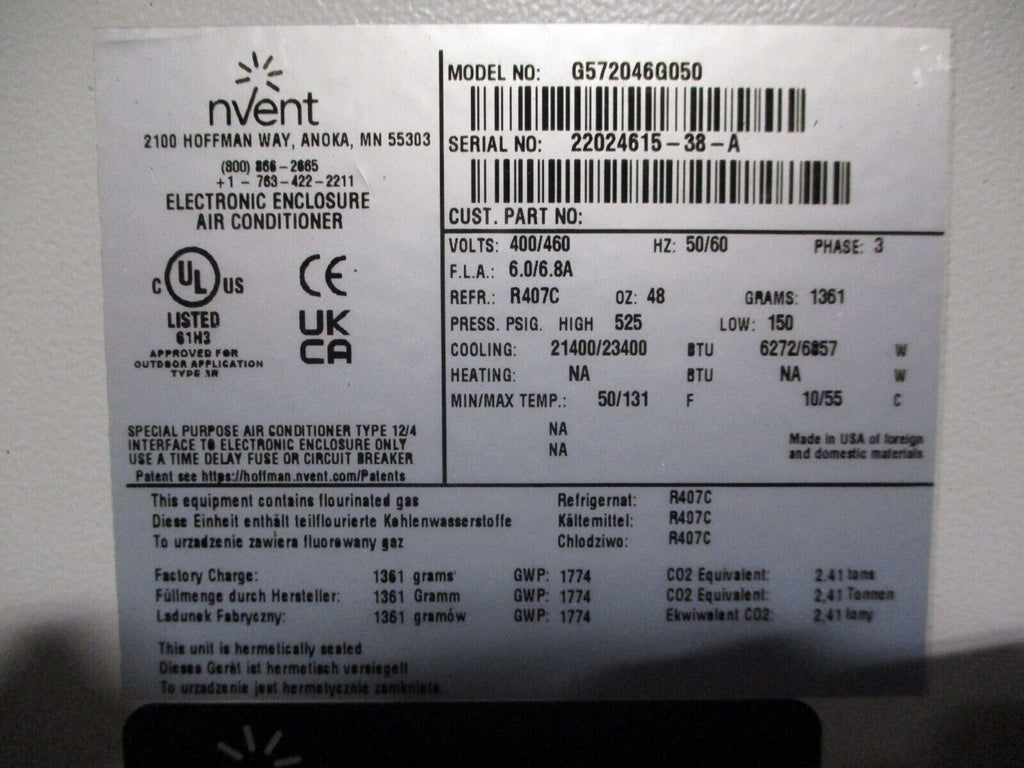 nVent
2100 HOFFMAN WAY, ANOKA, MN 55303
(800) 866-2665
+1 - 763-422-2211
ELECTRONIC ENCLOSURE
AIR CONDITIONER
C UL US
LISTED
61H3
APPROVED FOR
OUTDOOR APPLICATION
TYPE 3R
CE
UK
CA
SPECIAL PURPOSE AIR CONDITIONER TYPE 12/4
INTERFACE TO ELECTRONIC ENCLOSURE ONLY
USE A TIME DELAY FUSE OR CIRCUIT BREAKER
Patent see https://hoffman.nvent.com/Patents
MODEL NO: G572046G050
SERIAL NO: 22024615-38-A
CUST. PART NO:
VOLTS: 400/460 HZ: 50/60 PHASE: 3
F.L.A.: 6.0/6.8A
REFR.: R407C OZ: 48 GRAMS: 1361
PRESS. PSIG. HIGH 525 LOW: 150
COOLING: 21400/23400 BTU 6272/6857 W
HEATING: NA BTU NA W
MIN/MAX TEMP.: 50/131 F 10/55 C
NA
NA
Made in USA of foreign
and domestic materials
This equipment contains flourinated gas Refrigernat: R407C
Diese Einheit enthält teilflourierte Kohlenwasserstoffe Kältemittel: R407C
To urzadzenie zawiera fluorowany gaz Chlodziwo: R407C
Factory Charge: 1361 grams GWP: 1774 CO2 Equivalent: 2,41 tons
Füllmenge durch Hersteller: 1361 Gramm GWP: 1774 CO2 Equivalent: 2,41 Tonnen
Ladunek Fabryczny: 1361 gramów GWP: 1774 Ekwiwalent CO2: 2,41 tony
This unit is hermetically sealed
Dieses Gerät ist hermetisch versiegelt
To urzadzenie jest hermetycznie zamkniete